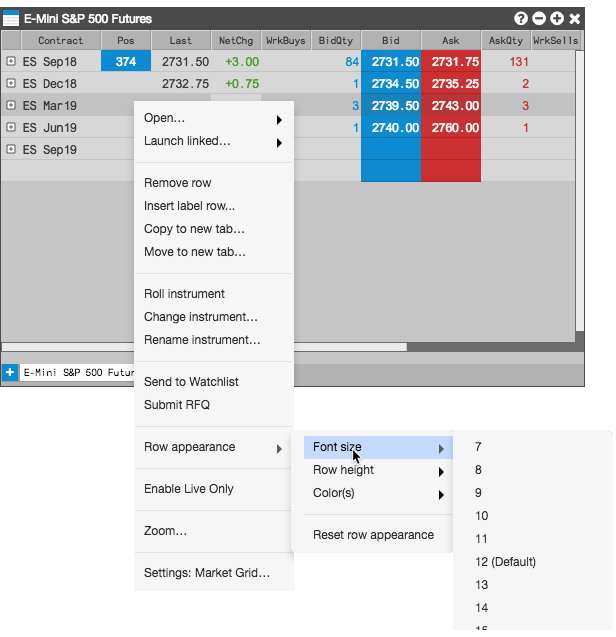 E-Mini S&P 500 Futures
Contract Pos Last NetChg WrkBuys BidQty Bid Ask AskQty WrkSells
ES Sep18 374 2731.50 +3.00 84 2731.50 2731.75 131
ES Dec18 2732.75 +0.75 1 2734.50 2735.25 2
ES Mar19 3 2739.50 2743.00 3
ES Jun19 1 2740.00 2760.00 1
ES Sep19
Open...
Launch linked...
Remove row
Insert label row...
Copy to new tab...
Move to new tab...
Roll instrument
Change instrument...
Rename instrument...
E-Mini S&P 500 Futur
Send to Watchlist
Submit RFQ
Row appearance
Enable Live Only
Zoom...
Settings: Market Grid...
Font size
Row height
Color(s)
Reset row appearance
7
8
9
10
11
12 (Default)
13
14